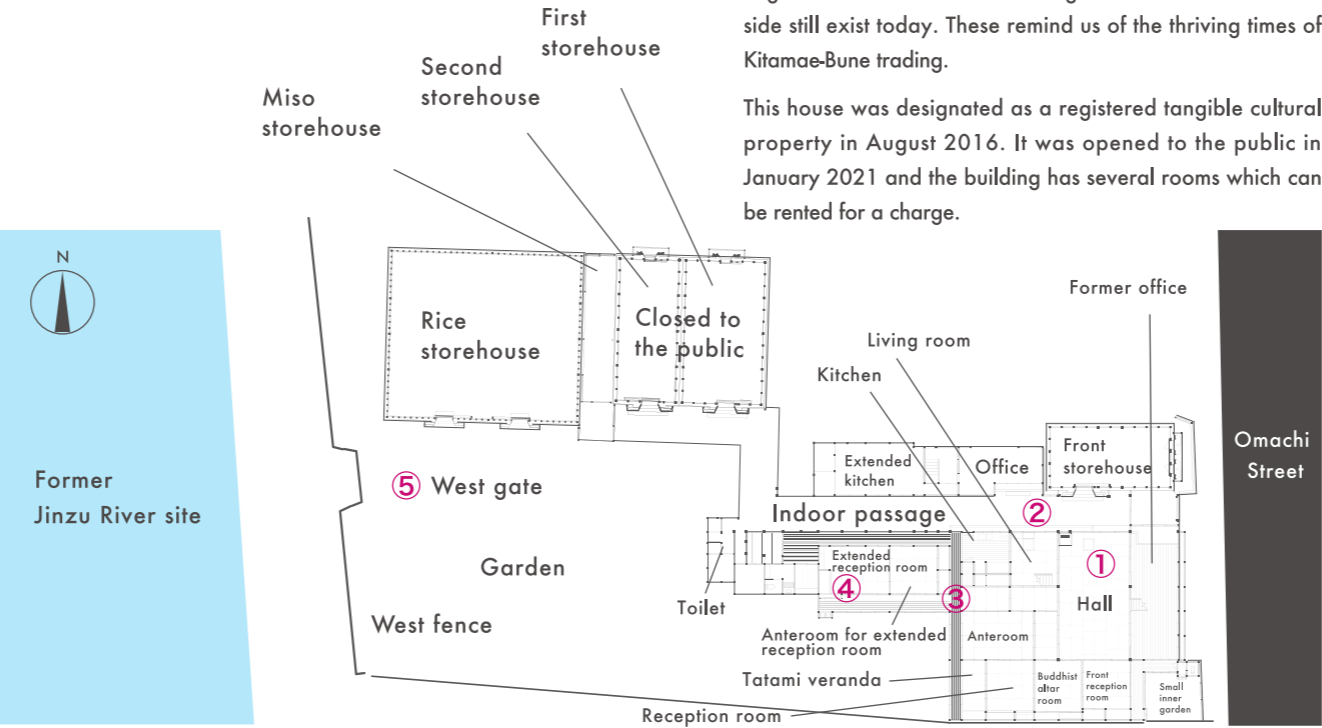 side still exist today. These remind us of the thriving times of
Kitamae-Bune trading.
This house was designated as a registered tangible cultural
property in August 2016. It was opened to the public in
January 2021 and the building has several rooms which can
be rented for a charge.
First
storehouse
Second
storehouse
Miso
storehouse
N
Former office
Rice
storehouse
Closed to
the public
Living room
Kitchen
Omachi
Street
Front
storehouse
Extended
kitchen
Office
Former
Jinzu River site
⑤ West gate
Indoor passage
②
Extended
reception room
①
Garden
④
③
Hall
Toilet
West fence
Anteroom for extended
reception room
Anteroom
Tatami veranda
Buddhist
altar
room
Front
reception
room
Small
inner
garden
Reception room